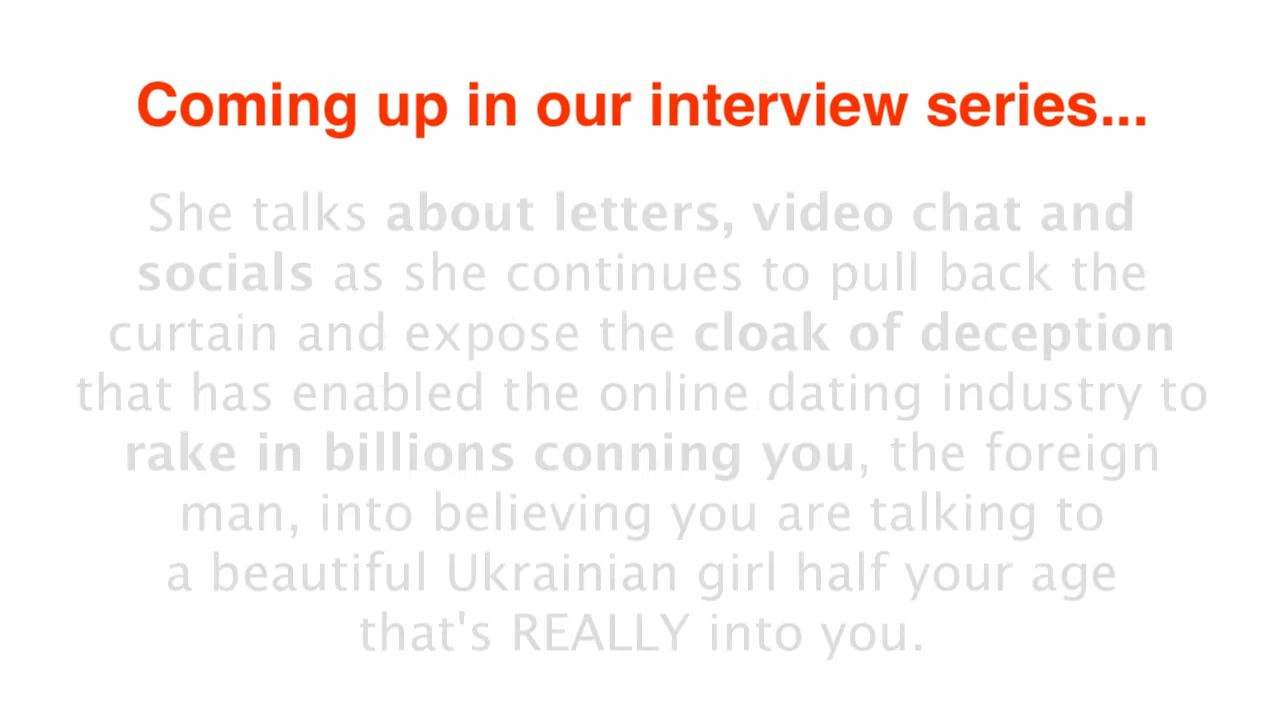 Coming up in our interview series...
She talks about letters, video chat and
socials as she continues to pull back the
curtain and expose the cloak of deception
that has enabled the online dating industry to
rake in billions conning you, the foreign
man, into believing you are talking to
a beautiful Ukrainian girl half your age
that's REALLY into you.